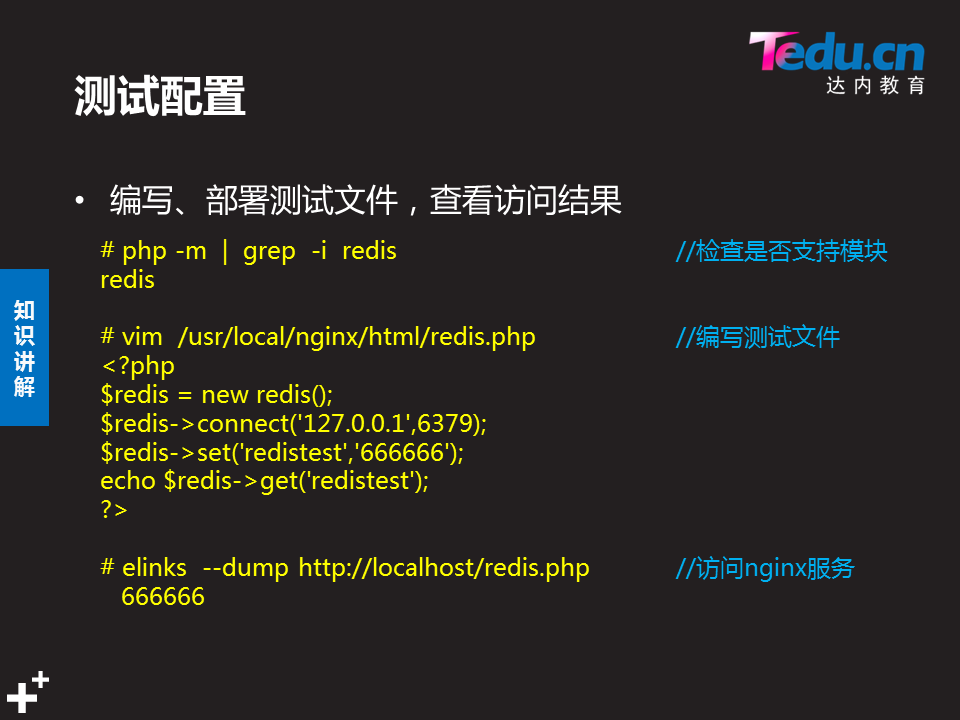 Tedu.cn
达内教育
测试配置
• 编写、部署测试文件，查看访问结果
# php -m | grep -i redis //检查是否支持模块
redis
# vim /usr/local/nginx/html/redis.php //编写测试文件
<?php
$redis = new redis();
$redis->connect('127.0.0.1',6379);
$redis->set('redistest','666666');
echo $redis->get('redistest');
?>
# elinks --dump http://localhost/redis.php //访问nginx服务
666666
知识讲解